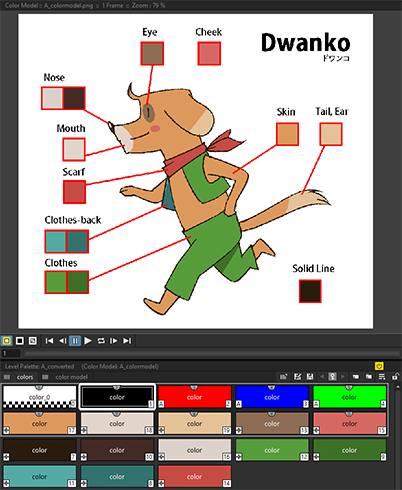 Color Model :: A_colormodel.png :: 1 Frame :: Zoom : 79 %
Eye
Cheek
Dwanko
ドワンコ
Nose
Mouth
Scarf
Clothes-back
Clothes
Skin
Tail, Ear
Solid Line
1
Level Palette: A_converted (Color Model: A_colormodel)
colors
color model
color_0
0
color
1
color
2
color
3
color
4
color
17
color
18
color
19
color
5
color
15
color
7
color
10
color
16
color
12
color
9
color
11
color
8
color
14